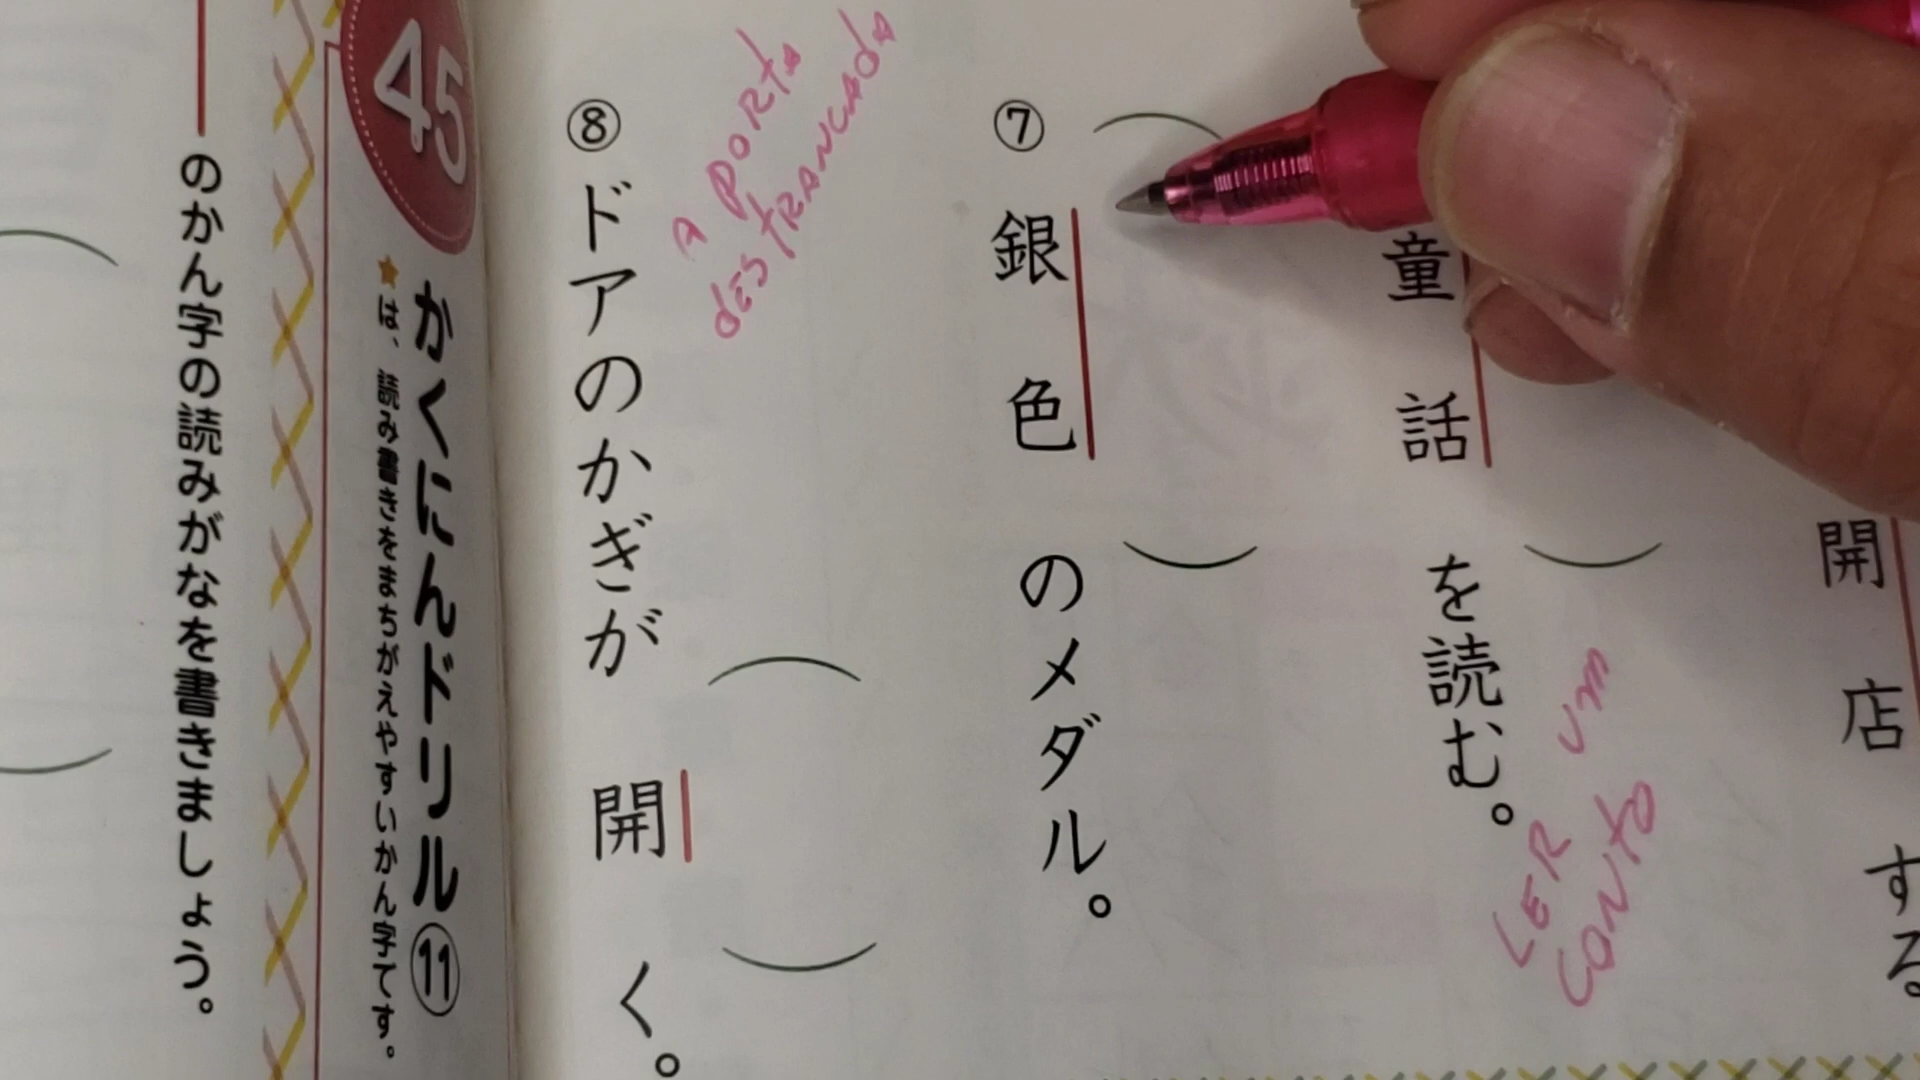 開店する
童話を読む。
LER UM
CONTO
⑦ 銀色のメダル。
A PORTA
dESTRANCADA
⑧ ドアのかぎが開く。
45 かくにんドリル⑪
★は、読み書きをまちがえやすいかん字です。
のかん字の読みがなを書きましょう。